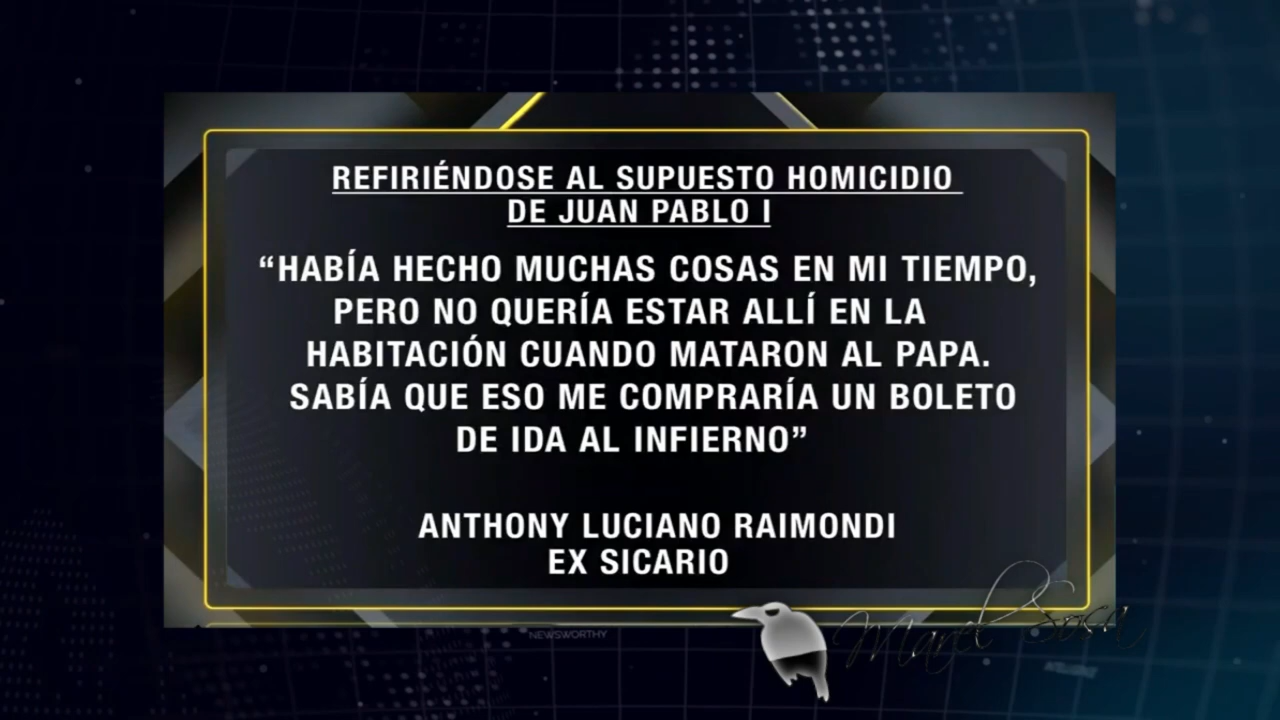 REFIRIÉNDOSE AL SUPUESTO HOMICIDIO
DE JUAN PABLO I
“HABÍA HECHO MUCHAS COSAS EN MI TIEMPO,
PERO NO QUERÍA ESTAR ALLÍ EN LA
HABITACIÓN CUANDO MATARON AL PAPA.
SABÍA QUE ESO ME COMPRARÍA UN BOLETO
DE IDA AL INFIERNO”
ANTHONY LUCIANO RAIMONDI
EX SICARIO
NEWSWORTHY
Marcel Sosa